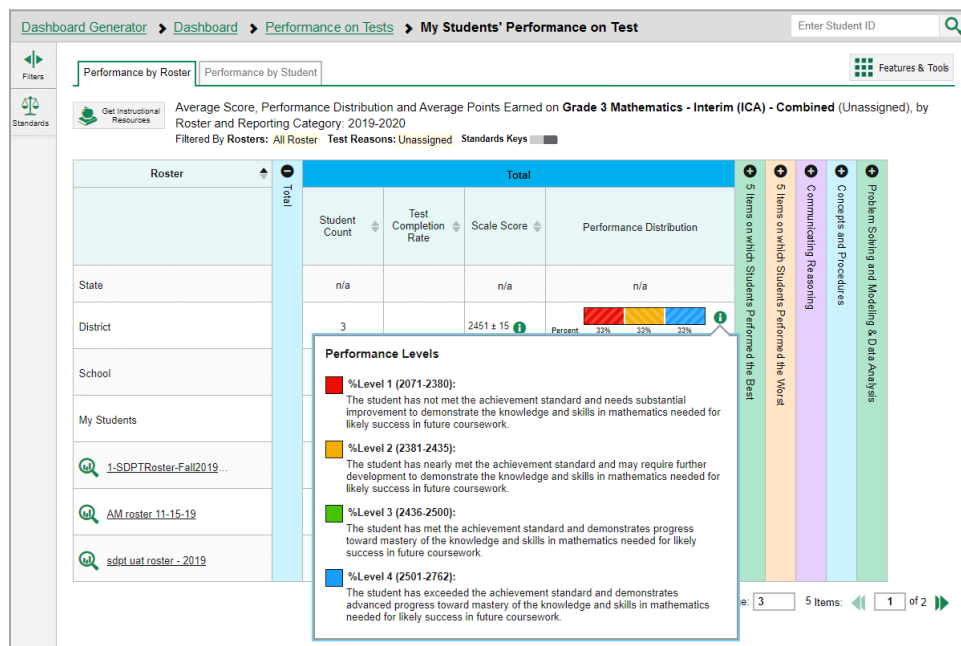 Dashboard Generator > Dashboard > Performance on Tests > My Students' Performance on Test
Enter Student ID
Filters
Standards
Performance by Roster
Performance by Student
Features & Tools
Get Instructional
Resources
Average Score, Performance Distribution and Average Points Earned on Grade 3 Mathematics - Interim (ICA) - Combined (Unassigned), by
Roster and Reporting Category: 2019-2020
Filtered By Rosters: All Roster Test Reasons: Unassigned Standards Keys
Roster
Total
Total
Student
Count
Test
Completion
Rate
Scale Score
Performance Distribution
5 Items on which Students Performed the Best
5 Items on which Students Performed the Worst
Communicating Reasoning
Concepts and Procedures
Problem Solving and Modeling & Data Analysis
State
n/a
n/a
n/a
District
3
2451 ± 15
Percent 33% 33% 33%
School
My Students
1-SDPTRoster-Fall2019...
AM roster 11-15-19
sdpt uat roster - 2019
Performance Levels
%Level 1 (2071-2380):
The student has not met the achievement standard and needs substantial
improvement to demonstrate the knowledge and skills in mathematics needed for
likely success in future coursework.
%Level 2 (2381-2435):
The student has nearly met the achievement standard and may require further
development to demonstrate the knowledge and skills in mathematics needed for
likely success in future coursework.
%Level 3 (2436-2500):
The student has met the achievement standard and demonstrates progress
toward mastery of the knowledge and skills in mathematics needed for likely
success in future coursework.
%Level 4 (2501-2762):
The student has exceeded the achievement standard and demonstrates
advanced progress toward mastery of the knowledge and skills in mathematics
needed for likely success in future coursework.
e: 3 5 Items: 1 of 2